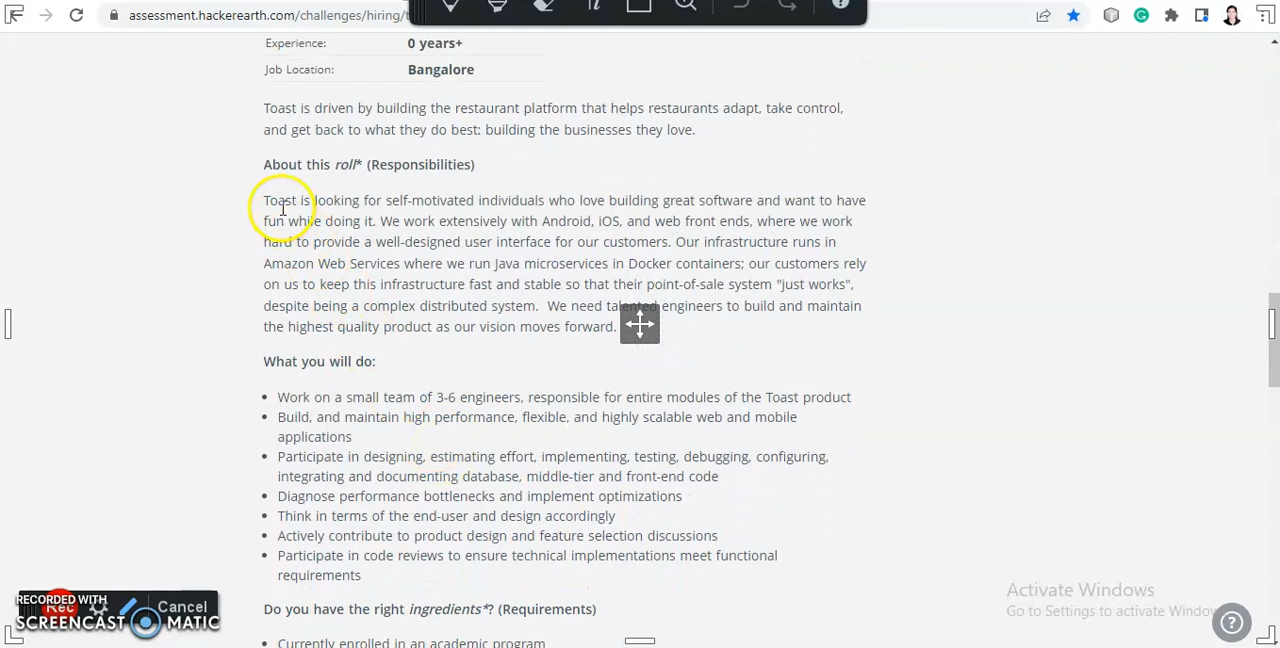 assessment.hackerearth.com/challenges/hiring/
Experience: 0 years+
Job Location: Bangalore
Toast is driven by building the restaurant platform that helps restaurants adapt, take control,
and get back to what they do best: building the businesses they love.
About this roll* (Responsibilities)
Toast is looking for self-motivated individuals who love building great software and want to have
fun while doing it. We work extensively with Android, iOS, and web front ends, where we work
hard to provide a well-designed user interface for our customers. Our infrastructure runs in
Amazon Web Services where we run Java microservices in Docker containers; our customers rely
on us to keep this infrastructure fast and stable so that their point-of-sale system "just works",
despite being a complex distributed system. We need talented engineers to build and maintain
the highest quality product as our vision moves forward.
What you will do:
• Work on a small team of 3-6 engineers, responsible for entire modules of the Toast product
• Build, and maintain high performance, flexible, and highly scalable web and mobile
applications
• Participate in designing, estimating effort, implementing, testing, debugging, configuring,
integrating and documenting database, middle-tier and front-end code
• Diagnose performance bottlenecks and implement optimizations
• Think in terms of the end-user and design accordingly
• Actively contribute to product design and feature selection discussions
• Participate in code reviews to ensure technical implementations meet functional
requirements
Do you have the right ingredients*? (Requirements)
• Currently enrolled in an academic program
Activate Windows
Go to Settings to activate Windows
RECORDED WITH
Rec Cancel
SCREENCAST MATIC